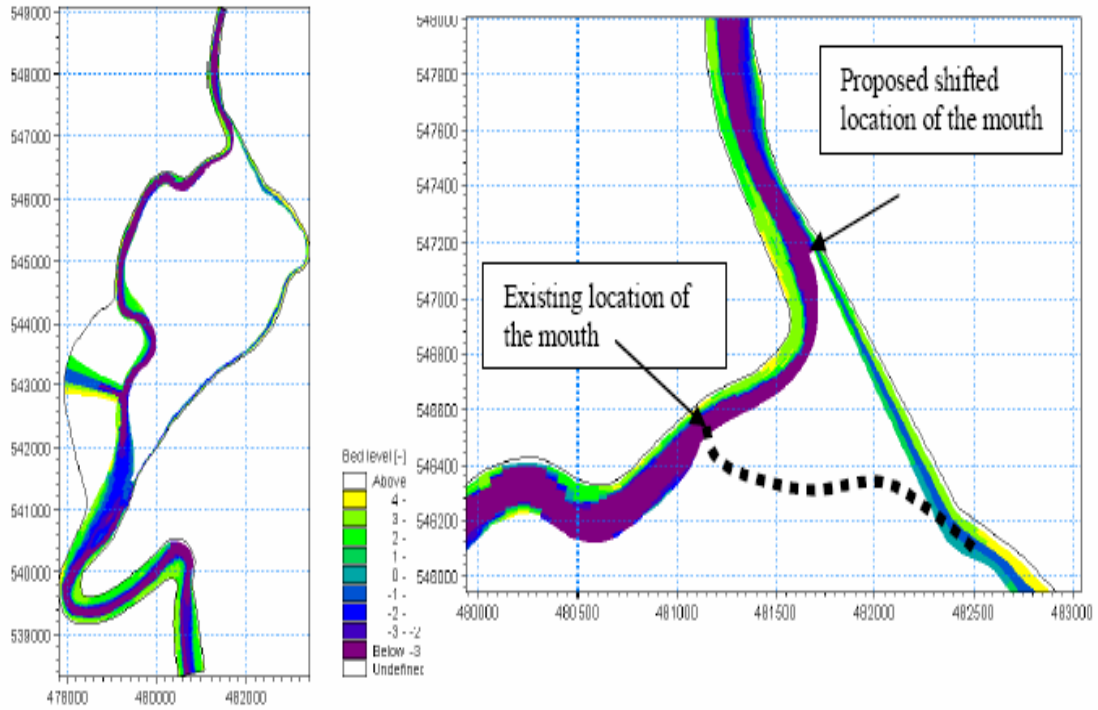 549000
548000
547000
546000
545000
544000
543000
542000
541000
540000
539000
478000 480000 482000
Bed level [-]
Above
4 -
3 -
2 -
1 -
0 -
-1 -
-2 -
-3 - -2
Below -3
Undefined
548000
547800
547600
547400
547200
547000
546800
546600
546400
546200
546000
480000 480500 481000 481500 482000 482500 483000
Proposed shifted
location of the mouth
Existing location of
the mouth